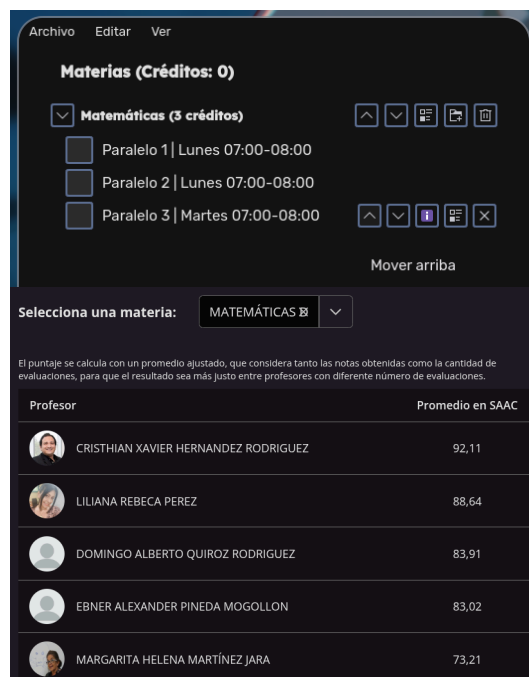 Archivo Editar Ver
Materias (Créditos: 0)
Matemáticas (3 créditos)
Paralelo 1 | Lunes 07:00-08:00
Paralelo 2 | Lunes 07:00-08:00
Paralelo 3 | Martes 07:00-08:00
Mover arriba
Selecciona una materia: MATEMÁTICAS
El puntaje se calcula con un promedio ajustado, que considera tanto las notas obtenidas como la cantidad de
evaluaciones, para que el resultado sea más justo entre profesores con diferente número de evaluaciones.
Profesor Promedio en SAAC
CRISTHIAN XAVIER HERNANDEZ RODRIGUEZ 92,11
LILIANA REBECA PEREZ 88,64
DOMINGO ALBERTO QUIROZ RODRIGUEZ 83,91
EBNER ALEXANDER PINEDA MOGOLLON 83,02
MARGARITA HELENA MARTÍNEZ JARA 73,21